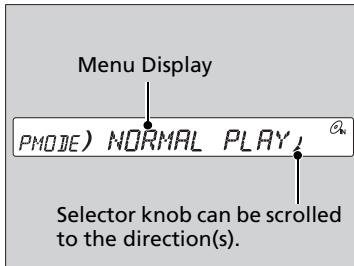 Menu Display
PMODE) NORMAL PLAY
Selector knob can be scrolled
to the direction(s).